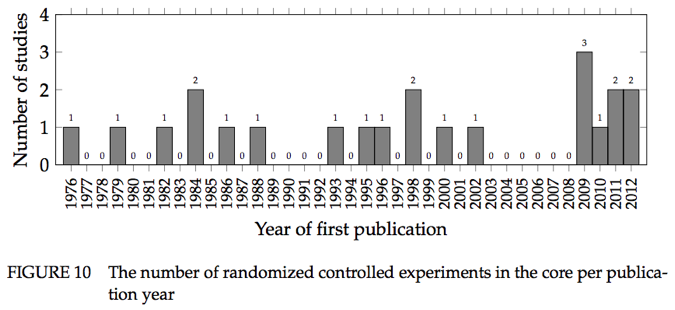 4
3
2
1
0
Number of studies
1 0 0 1 0 0 1 0 2 0 1 0 1 0 0 0 0 1 0 1 1 0 2 0 1 0 1 0 0 0 0 0 0 3 1 2 2
1976 1977 1978 1979 1980 1981 1982 1983 1984 1985 1986 1987 1988 1989 1990 1991 1992 1993 1994 1995 1996 1997 1998 1999 2000 2001 2002 2003 2004 2005 2006 2007 2008 2009 2010 2011 2012
Year of first publication
FIGURE 10 The number of randomized controlled experiments in the core per publica-
tion year